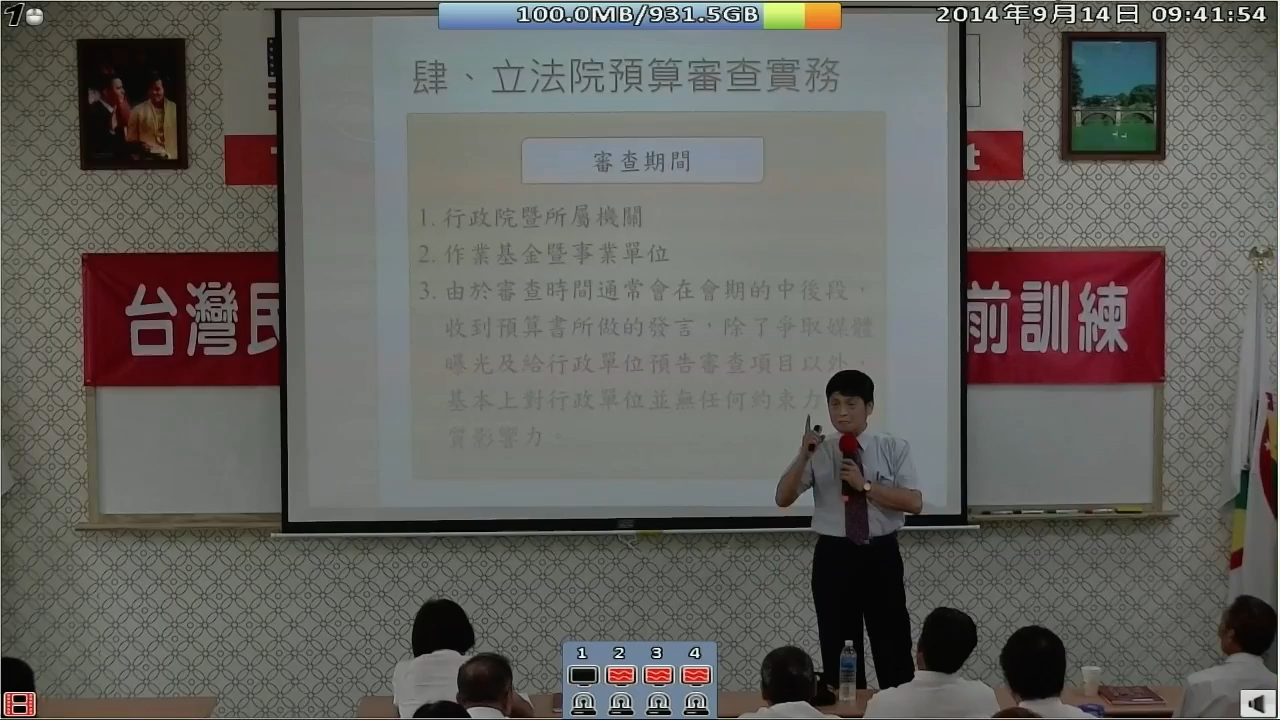 1
100.0MB/931.5GB
2014年9月14日 09:41:54
肆、立法院預算審查實務
審查期間
1. 行政院暨所屬機關
2. 作業基金暨事業單位
3. 由於審查時間通常會在會期的中後段，
收到預算書所做的發言，除了爭取媒體
曝光及給行政單位預告審查項目以外，
基本上對行政單位並無任何約束力
質影響力。
t
台灣民
前訓練
1 2 3 4